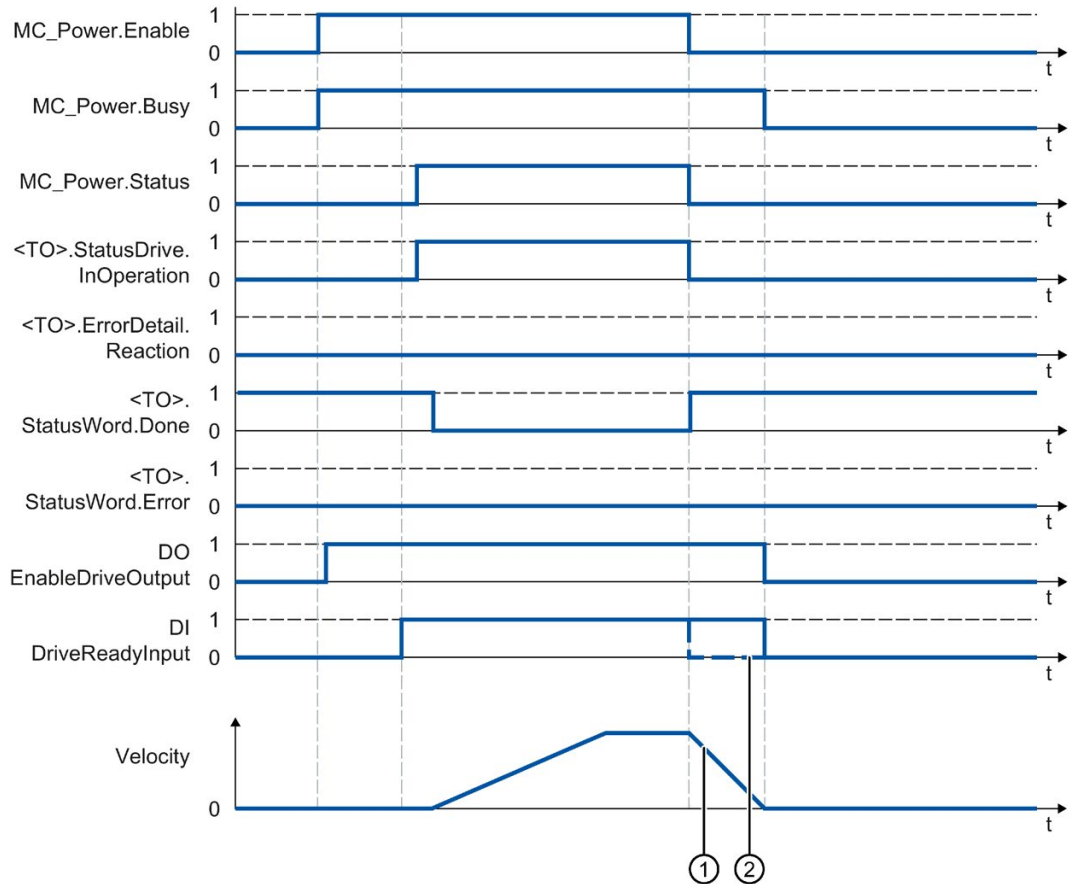 MC_Power.Enable
1
0
t
MC_Power.Busy
1
0
t
MC_Power.Status
1
0
t
<TO>.StatusDrive.
InOperation
1
0
t
<TO>.ErrorDetail.
Reaction
1
0
t
<TO>.
StatusWord.Done
1
0
t
<TO>.
StatusWord.Error
1
0
t
DO
EnableDriveOutput
1
0
t
DI
DriveReadyInput
1
0
t
Velocity
0
t
1 2